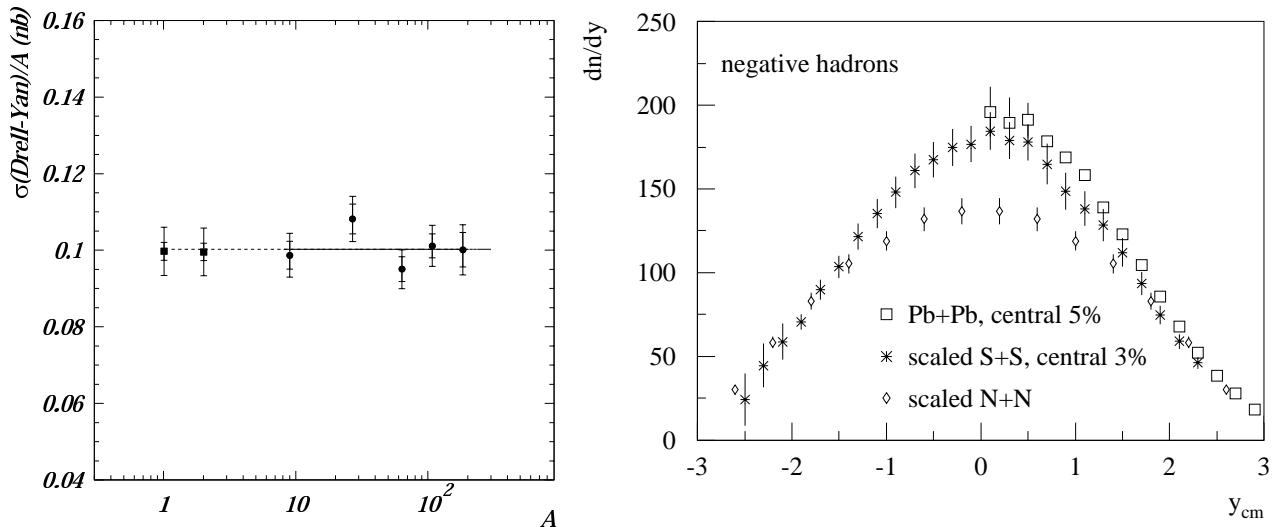 σ(Drell-Yan)/A (nb)
0.16
0.14
0.12
0.1
0.08
0.06
0.04
1
10
10²
A
dn/dy
250
200
150
100
50
0
negative hadrons
Pb+Pb, central 5%
scaled S+S, central 3%
scaled N+N
-3
-2
-1
0
1
2
3
y_cm